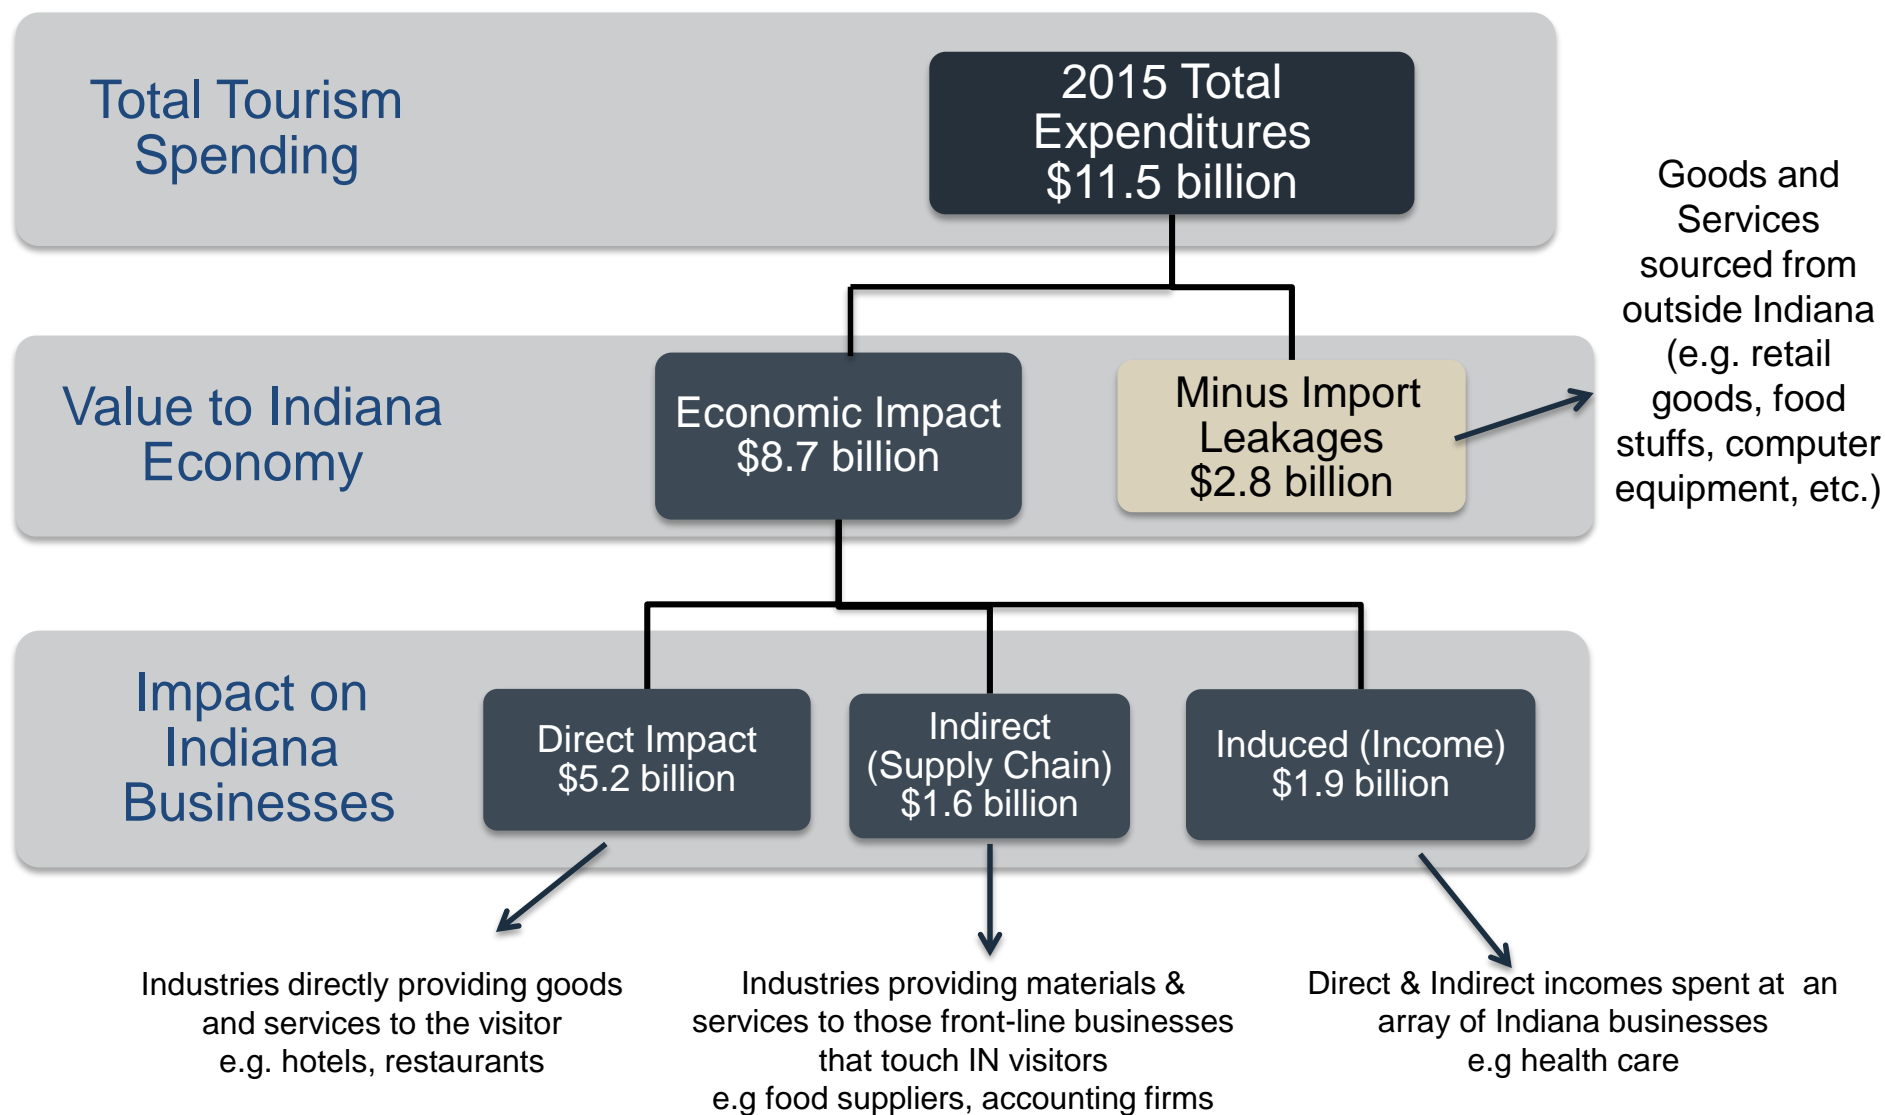 Total Tourism
Spending
2015 Total
Expenditures
$11.5 billion
Goods and
Services
sourced from
outside Indiana
(e.g. retail
goods, food
stuffs, computer
equipment, etc.)
Value to Indiana
Economy
Economic Impact
$8.7 billion
Minus Import
Leakages
$2.8 billion
Impact on
Indiana
Businesses
Direct Impact
$5.2 billion
Indirect
(Supply Chain)
$1.6 billion
Induced (Income)
$1.9 billion
Industries directly providing goods
and services to the visitor
e.g. hotels, restaurants
Industries providing materials &
services to those front-line businesses
that touch IN visitors
e.g food suppliers, accounting firms
Direct & Indirect incomes spent at  an
array of Indiana businesses
e.g health care